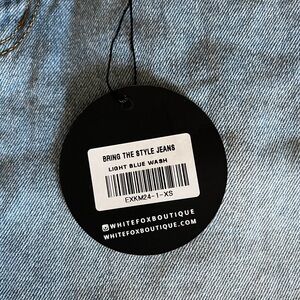 BRING THE STYLE JEANS
LIGHT BLUE WASH
EXKM24-1-XS
WHITEFOXBOUTIQUE
WHITEFOXBOUTIQUE.COM